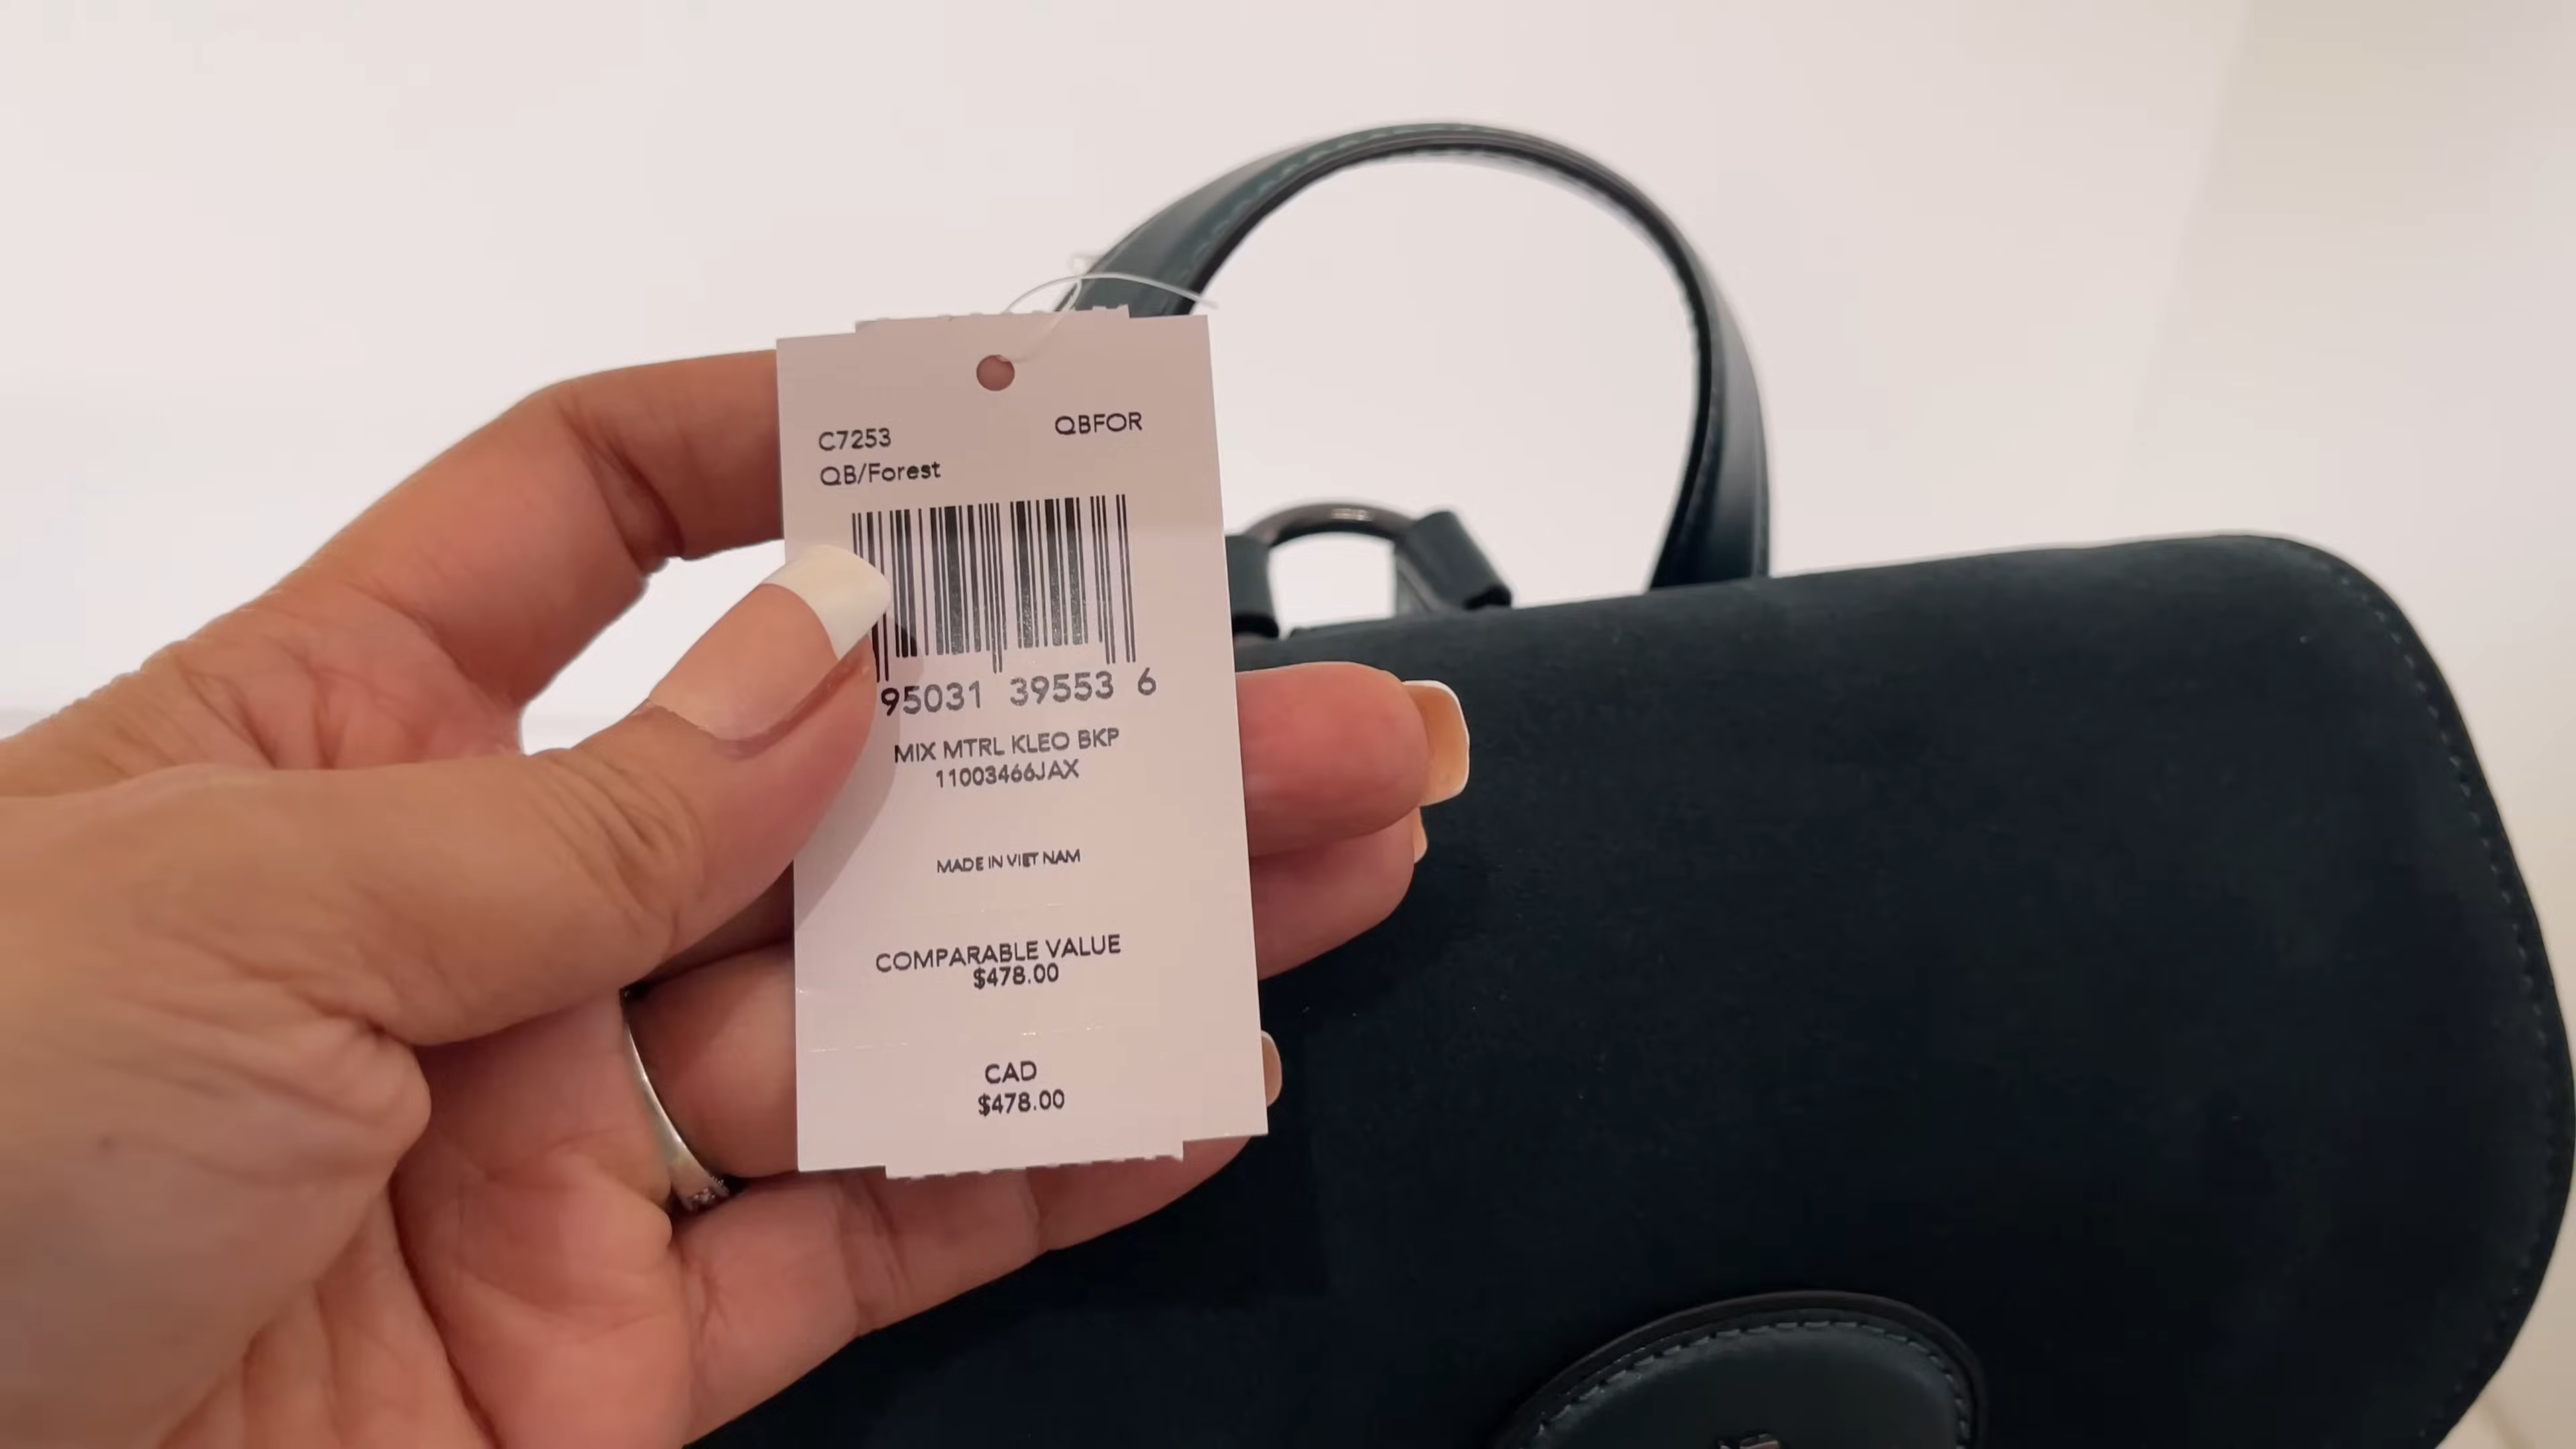 C7253 QBFOR
QB/Forest
95031 39553 6
MIX MTRL KLEO BKP
11003466JAX
MADE IN VIET NAM
COMPARABLE VALUE
$478.00
CAD
$478.00